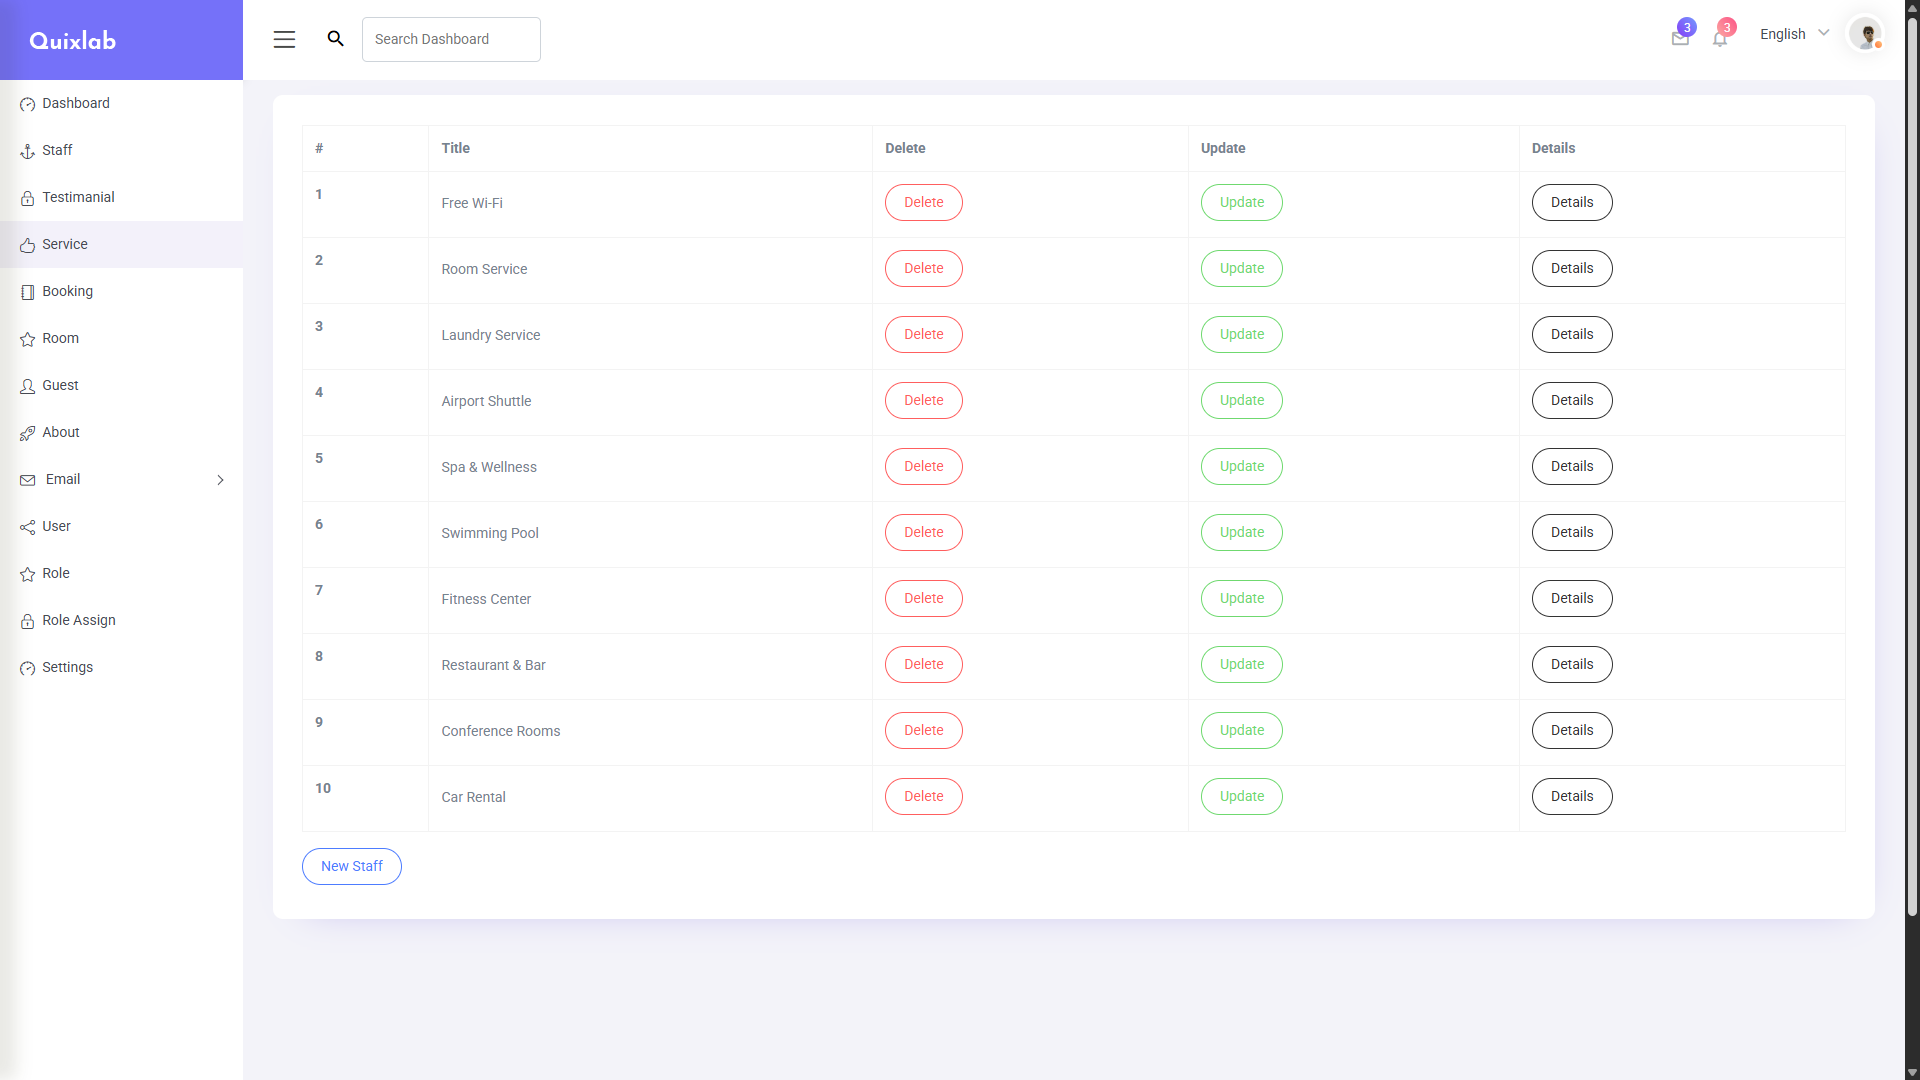 Quixlab
Search Dashboard
3
3
English
Dashboard
Staff
Testimanial
Service
Booking
Room
Guest
About
Email
User
Role
Role Assign
Settings
# Title Delete Update Details
1 Free Wi-Fi Delete Update Details
2 Room Service Delete Update Details
3 Laundry Service Delete Update Details
4 Airport Shuttle Delete Update Details
5 Spa & Wellness Delete Update Details
6 Swimming Pool Delete Update Details
7 Fitness Center Delete Update Details
8 Restaurant & Bar Delete Update Details
9 Conference Rooms Delete Update Details
10 Car Rental Delete Update Details
New Staff